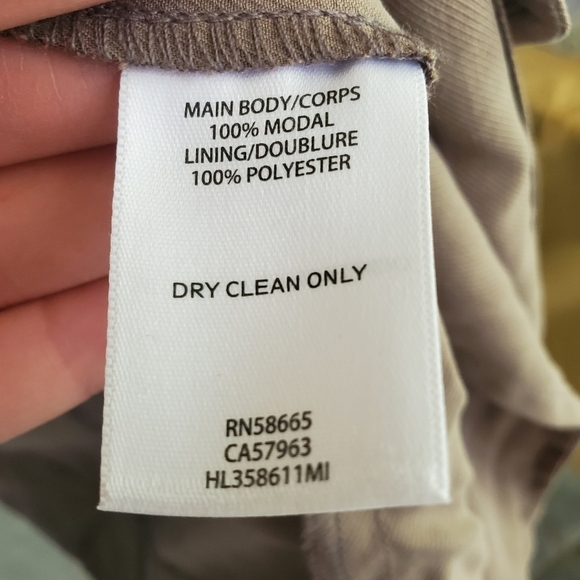 MAIN BODY/CORPS
100% MODAL
LINING/DOUBLURE
100% POLYESTER
DRY CLEAN ONLY
RN58665
CA57963
HL358611MI